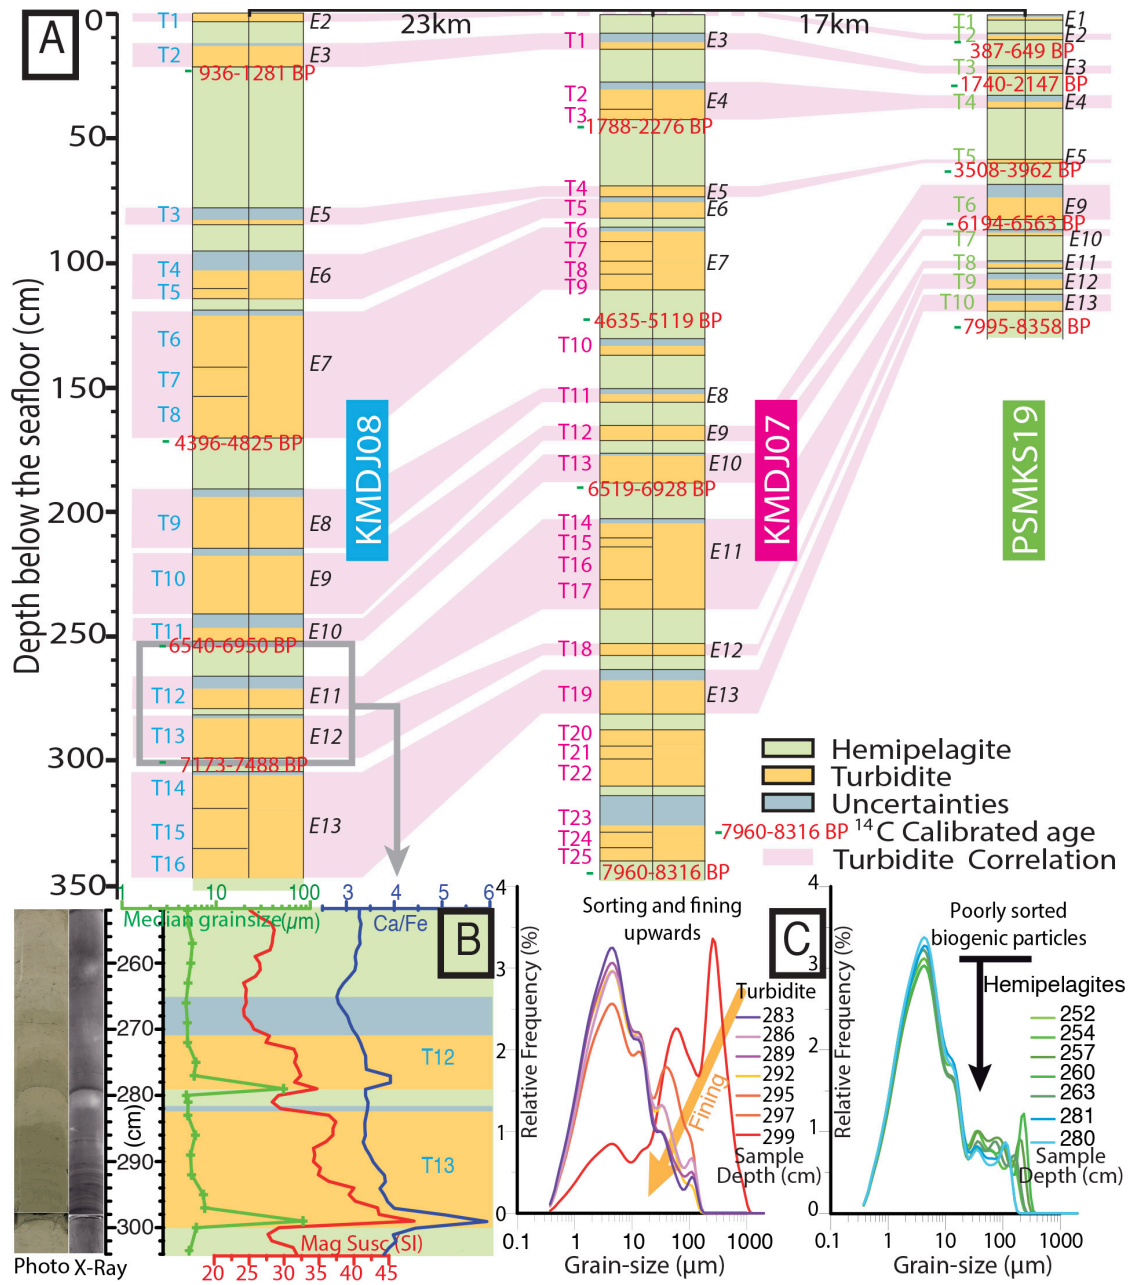 A
23km
17km
Depth below the seafloor (cm)
0
50
100
150
200
250
300
350
T1
T2
T3
T4
T5
T6
T7
T8
T9
T10
T11
T12
T13
T14
T15
T16
E2
E3
936-1281 BP
E5
E6
E7
4396-4825 BP
E8
E9
E10
6540-6950 BP
E11
E12
7173-7488 BP
E13
KMDJ08
T1
T2
T3
T4
T5
T6
T7
T8
T9
T10
T11
T12
T13
T14
T15
T16
T17
T18
T19
T20
T21
T22
T23
T24
T25
E3
E4
1788-2276 BP
E5
E6
E7
4635-5119 BP
E8
E9
E10
6519-6928 BP
E11
E12
E13
7960-8316 BP
7960-8316 BP
KMDJ07
T1
T2
T3
T4
T5
T6
T7
T8
T9
T10
E1
E2
387-649 BP
E3
1740-2147 BP
E4
E5
3508-3962 BP
E9
6194-6563 BP
E10
E11
E12
E13
7995-8358 BP
PSMKS19
Hemipelagite
Turbidite
Uncertainties
14C Calibrated age
Turbidite Correlation
B
1 10 100
Median grainsize (µm)
3 4 5 6
Ca/Fe
260
270
280
290
300
(cm)
T12
T13
Mag Susc (SI)
20 25 30 35 40 45
Photo X-Ray
C
Sorting and fining
upwards
Relative Frequency (%)
4
3
2
1
0
Turbidite
283
286
289
292
295
297
299
Sample
Depth (cm)
Fining
0.1 1 10 100 1000
Grain-size (µm)
Poorly sorted
biogenic particles
Relative Frequency (%)
4
3
2
1
0
Hemipelagites
252
254
257
260
263
281
280
Sample
Depth (cm)
0.1 1 10 100 1000
Grain-size (µm)